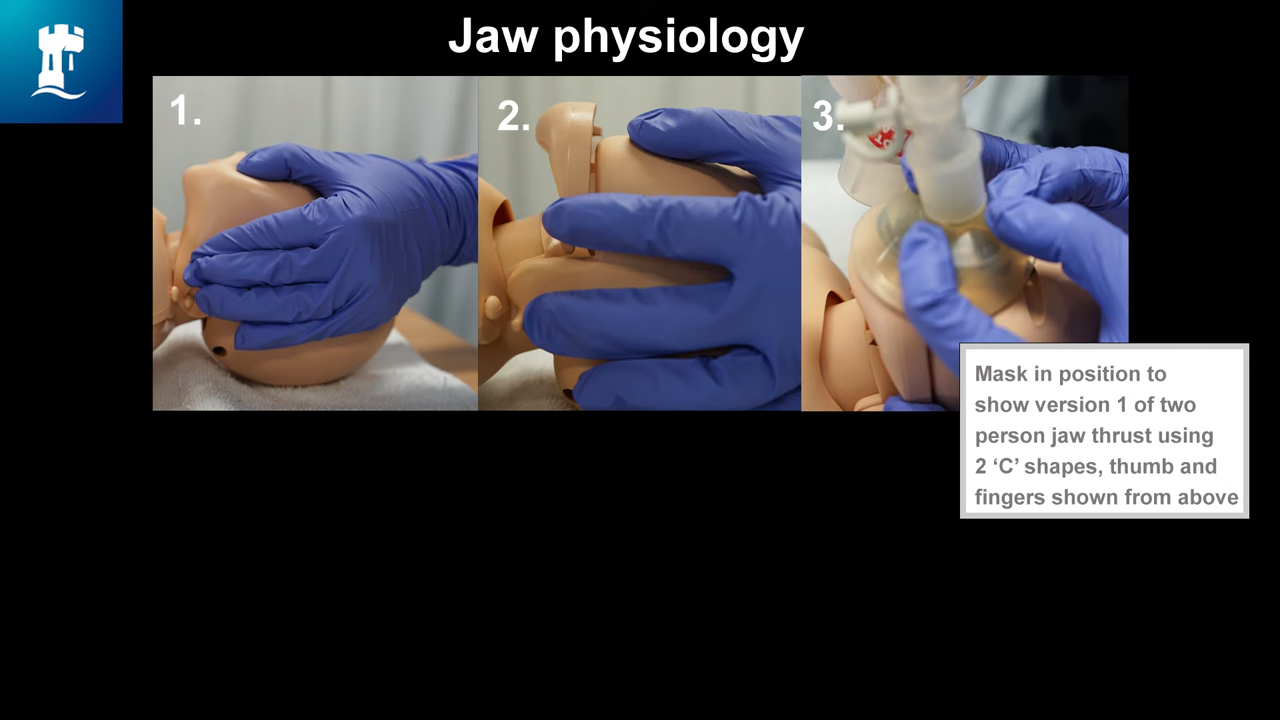 Jaw physiology
1.
2.
3.
Mask in position to
show version 1 of two
person jaw thrust using
2 ‘C’ shapes, thumb and
fingers shown from above